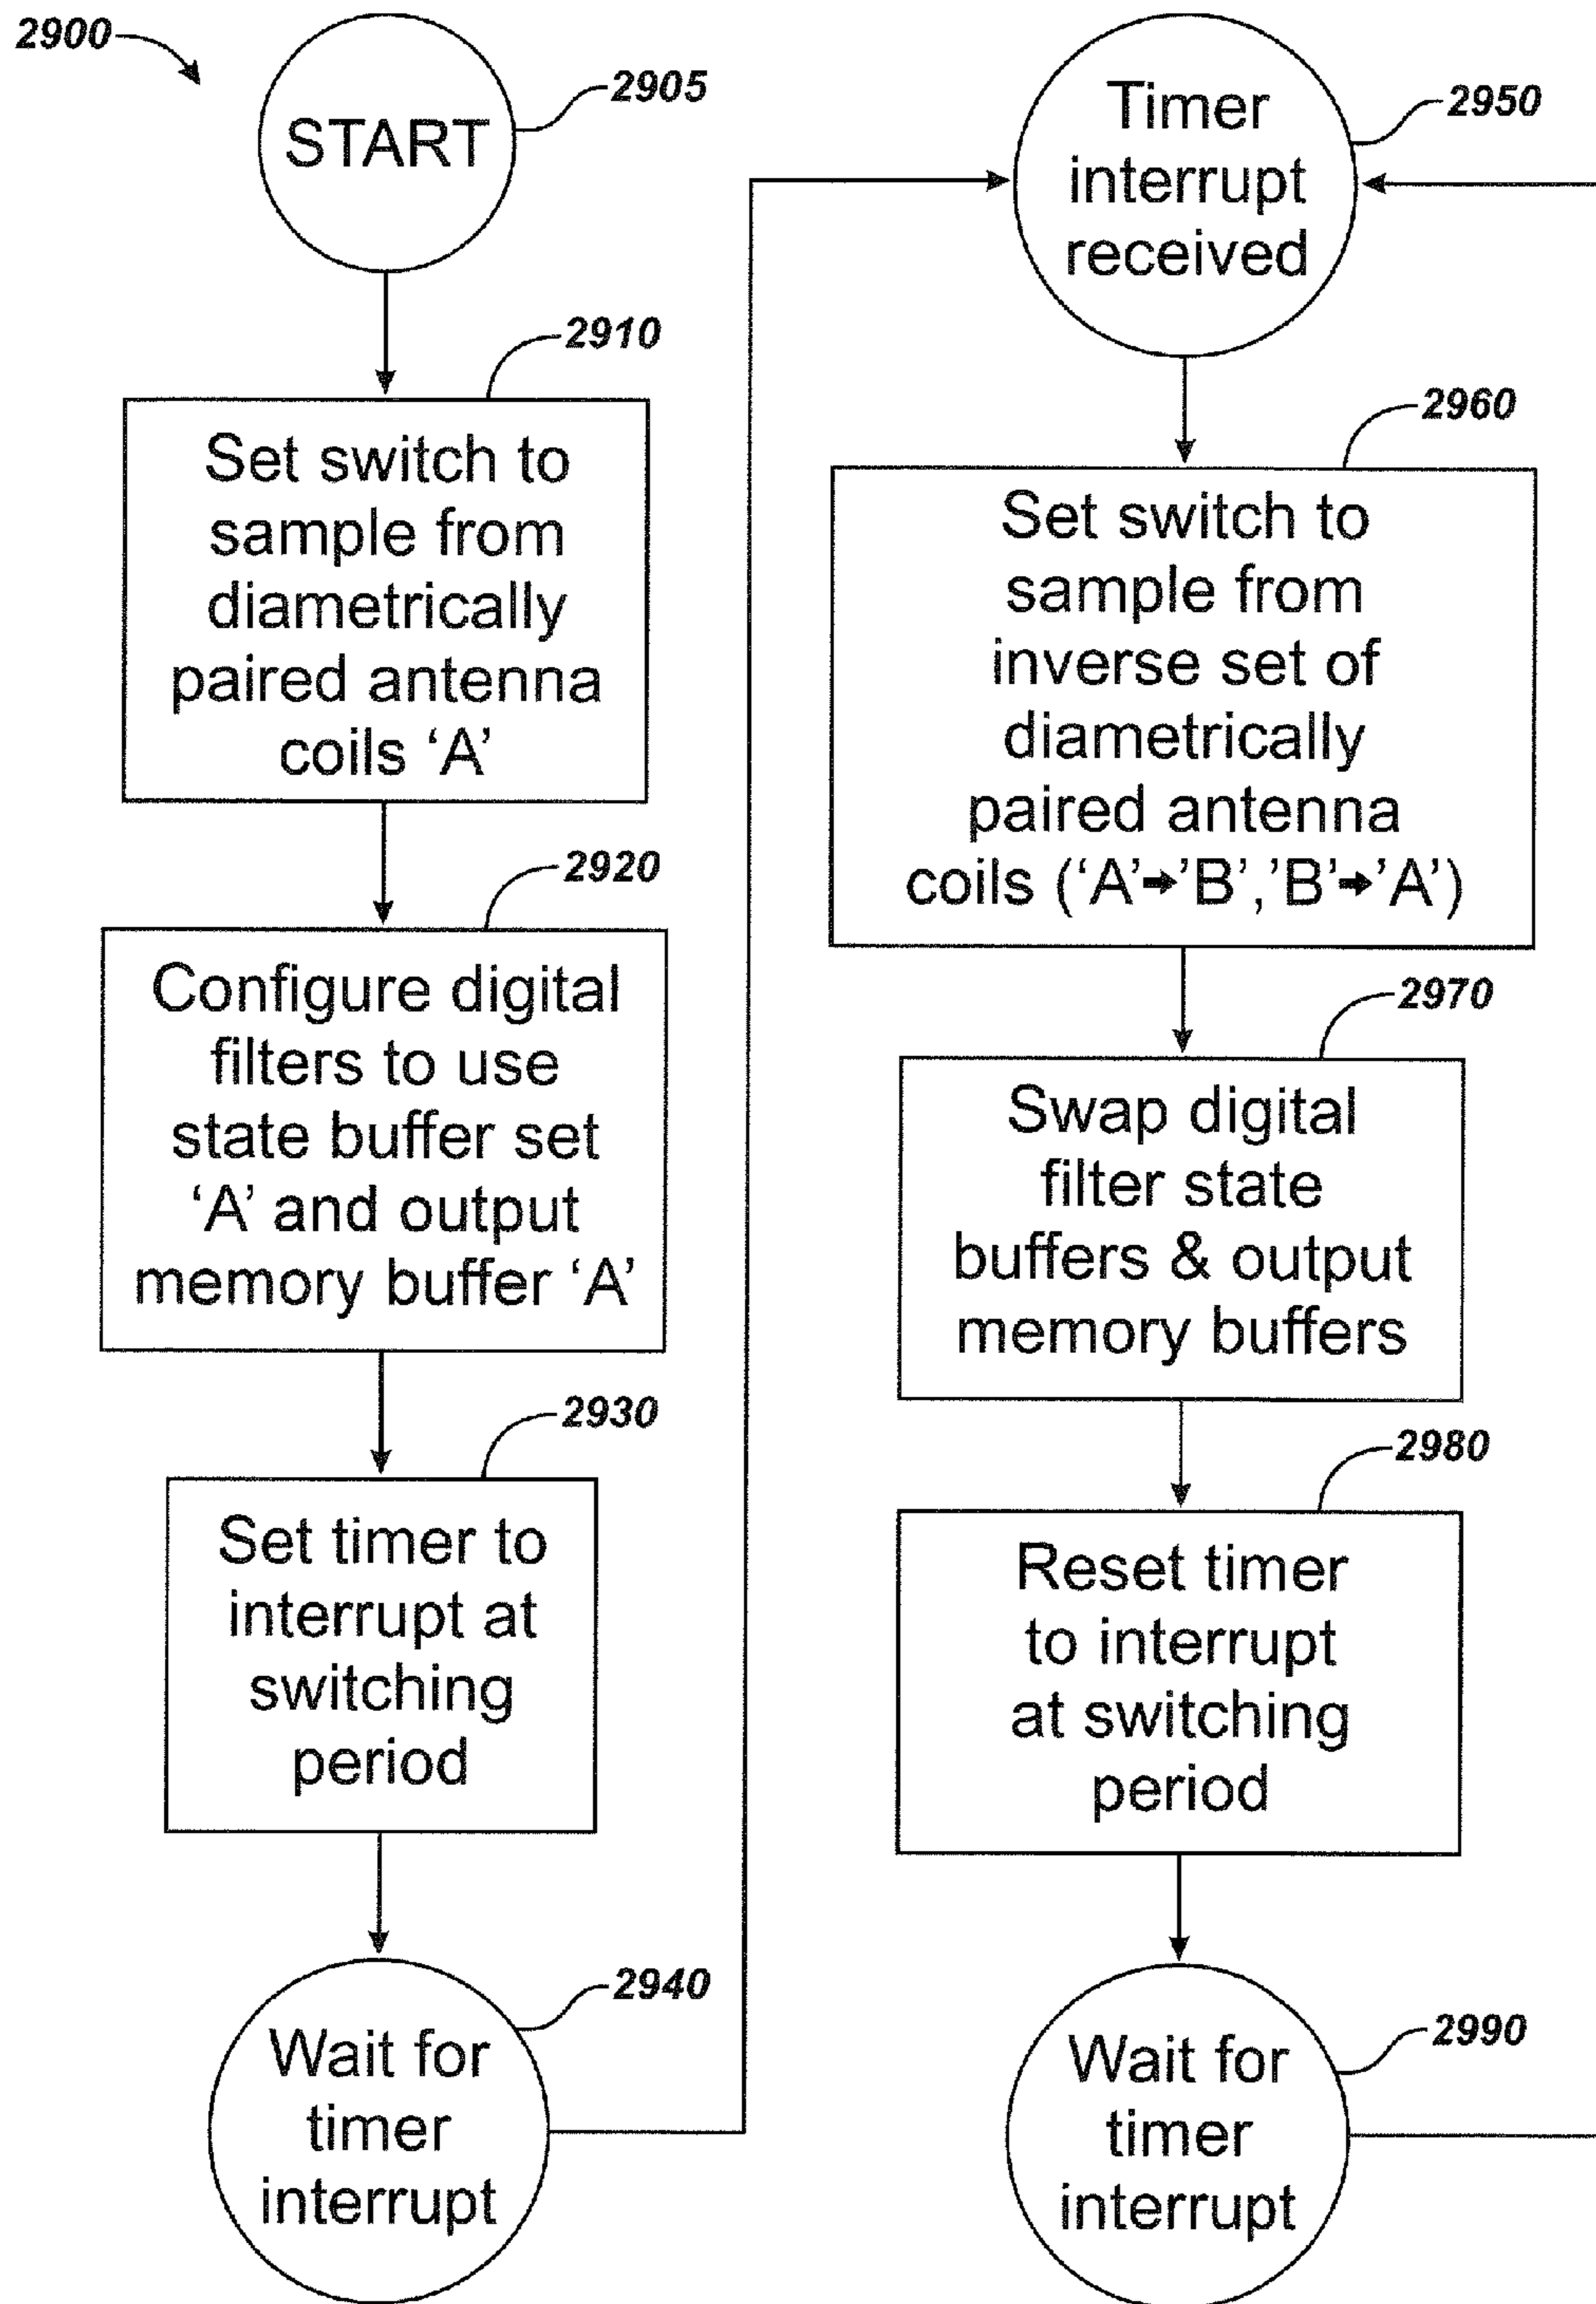 2900
START
2905
2910
Set switch to
sample from
diametrically
paired antenna
coils ‘A’
2920
Configure digital
filters to use
state buffer set
‘A’ and output
memory buffer ‘A’
2930
Set timer to
interrupt at
switching
period
2940
Wait for
timer
interrupt
Timer
interrupt
received
2950
2960
Set switch to
sample from
inverse set of
diametrically
paired antenna
coils (‘A’→’B’,’B’→’A’)
2970
Swap digital
filter state
buffers & output
memory buffers
2980
Reset timer
to interrupt
at switching
period
2990
Wait for
timer
interrupt